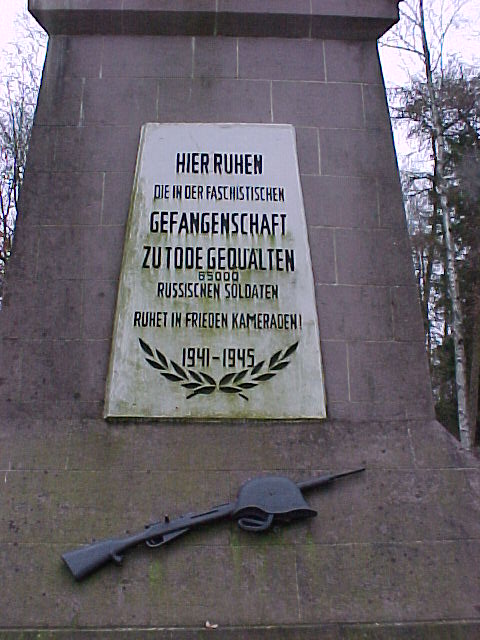 HIER RUHEN
DIE IN DER FASCHISTISCHEN
GEFANGENSCHAFT
ZU TODE GEQUÄLTEN
65000
RUSSISCHEN SOLDATEN
RUHET IN FRIEDEN KAMERADEN!
1941-1945